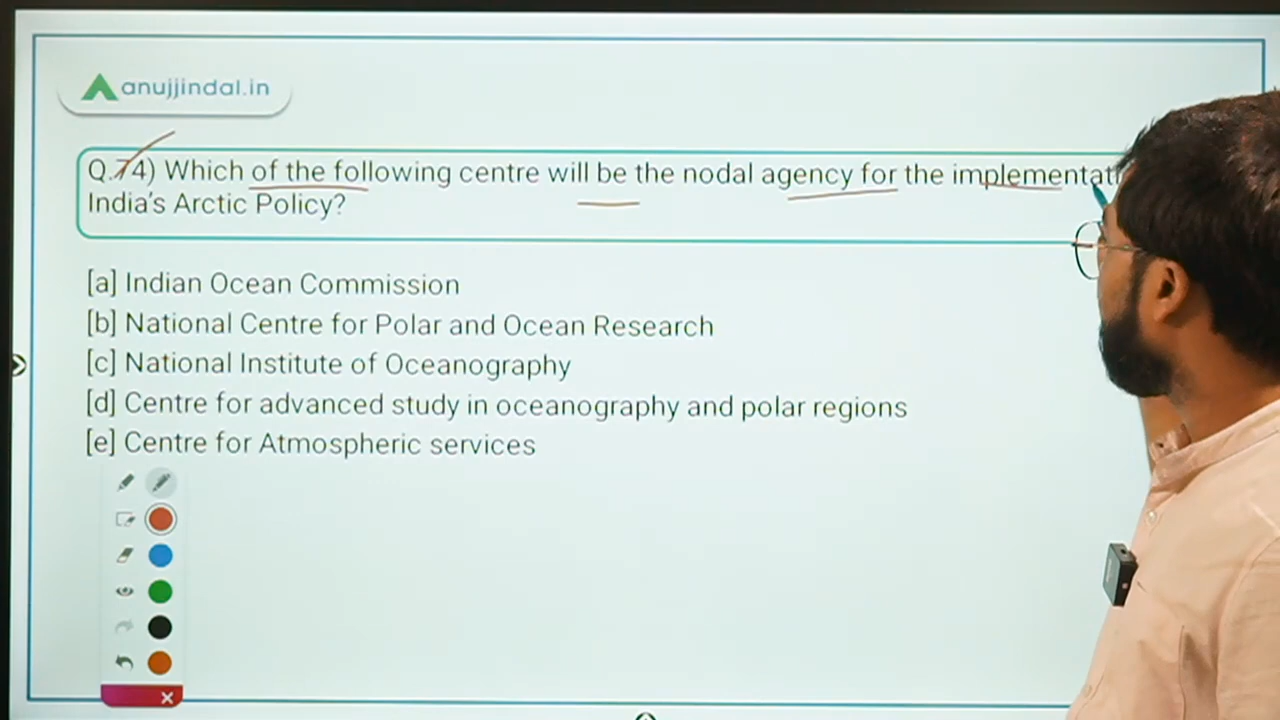 anujjindal.in
Q.74) Which of the following centre will be the nodal agency for the implementati
India's Arctic Policy?
[a] Indian Ocean Commission
[b] National Centre for Polar and Ocean Research
[c] National Institute of Oceanography
[d] Centre for advanced study in oceanography and polar regions
[e] Centre for Atmospheric services